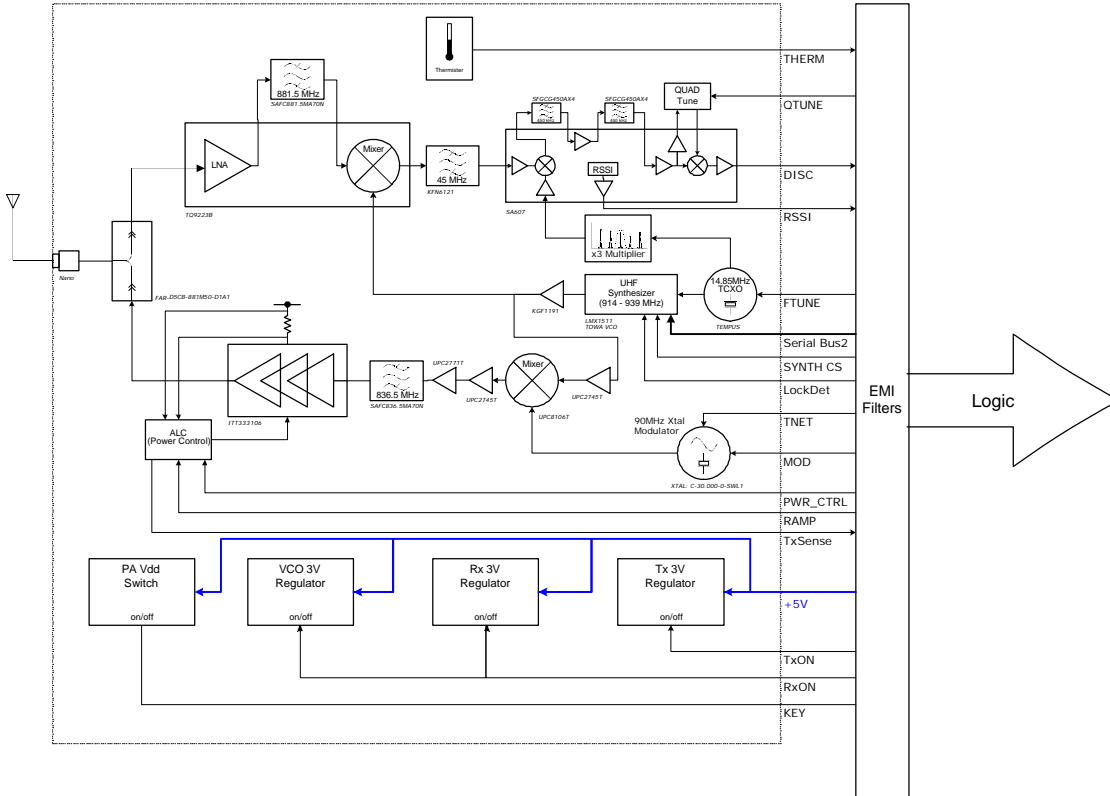 THERM
Thermister
881.5 MHz
SAFC881.5MA70N
SFGCG450AX4
SFGCG450AX4
450 KHz
450 KHz
QUAD
Tune
QTUNE
LNA
Mixer
45 MHz
KFN6121
RSSI
DISC
TQ9223B
SA607
RSSI
x3 Multiplier
Nano
FAR-D5CB-881M50-D1A1
KGF1191
UHF
Synthesizer
(914 - 939 MHz)
LMX1511
TOWA VCO
14.85MHz
TCXO
TEMPUS
FTUNE
Serial Bus2
SYNTH CS
LockDet
EMI
Filters
Logic
ITT333106
836.5 MHz
SAFC836.5MA70N
UPC2771T
UPC2745T
Mixer
UPC8106T
UPC2745T
90MHz Xtal
Modulator
XTAL: C-30.000-0-SWL1
TNET
MOD
ALC
(Power Control)
PWR_CTRL
RAMP
TxSense
PA Vdd
Switch
on/off
VCO 3V
Regulator
on/off
Rx 3V
Regulator
on/off
Tx 3V
Regulator
on/off
+5V
TxON
RxON
KEY